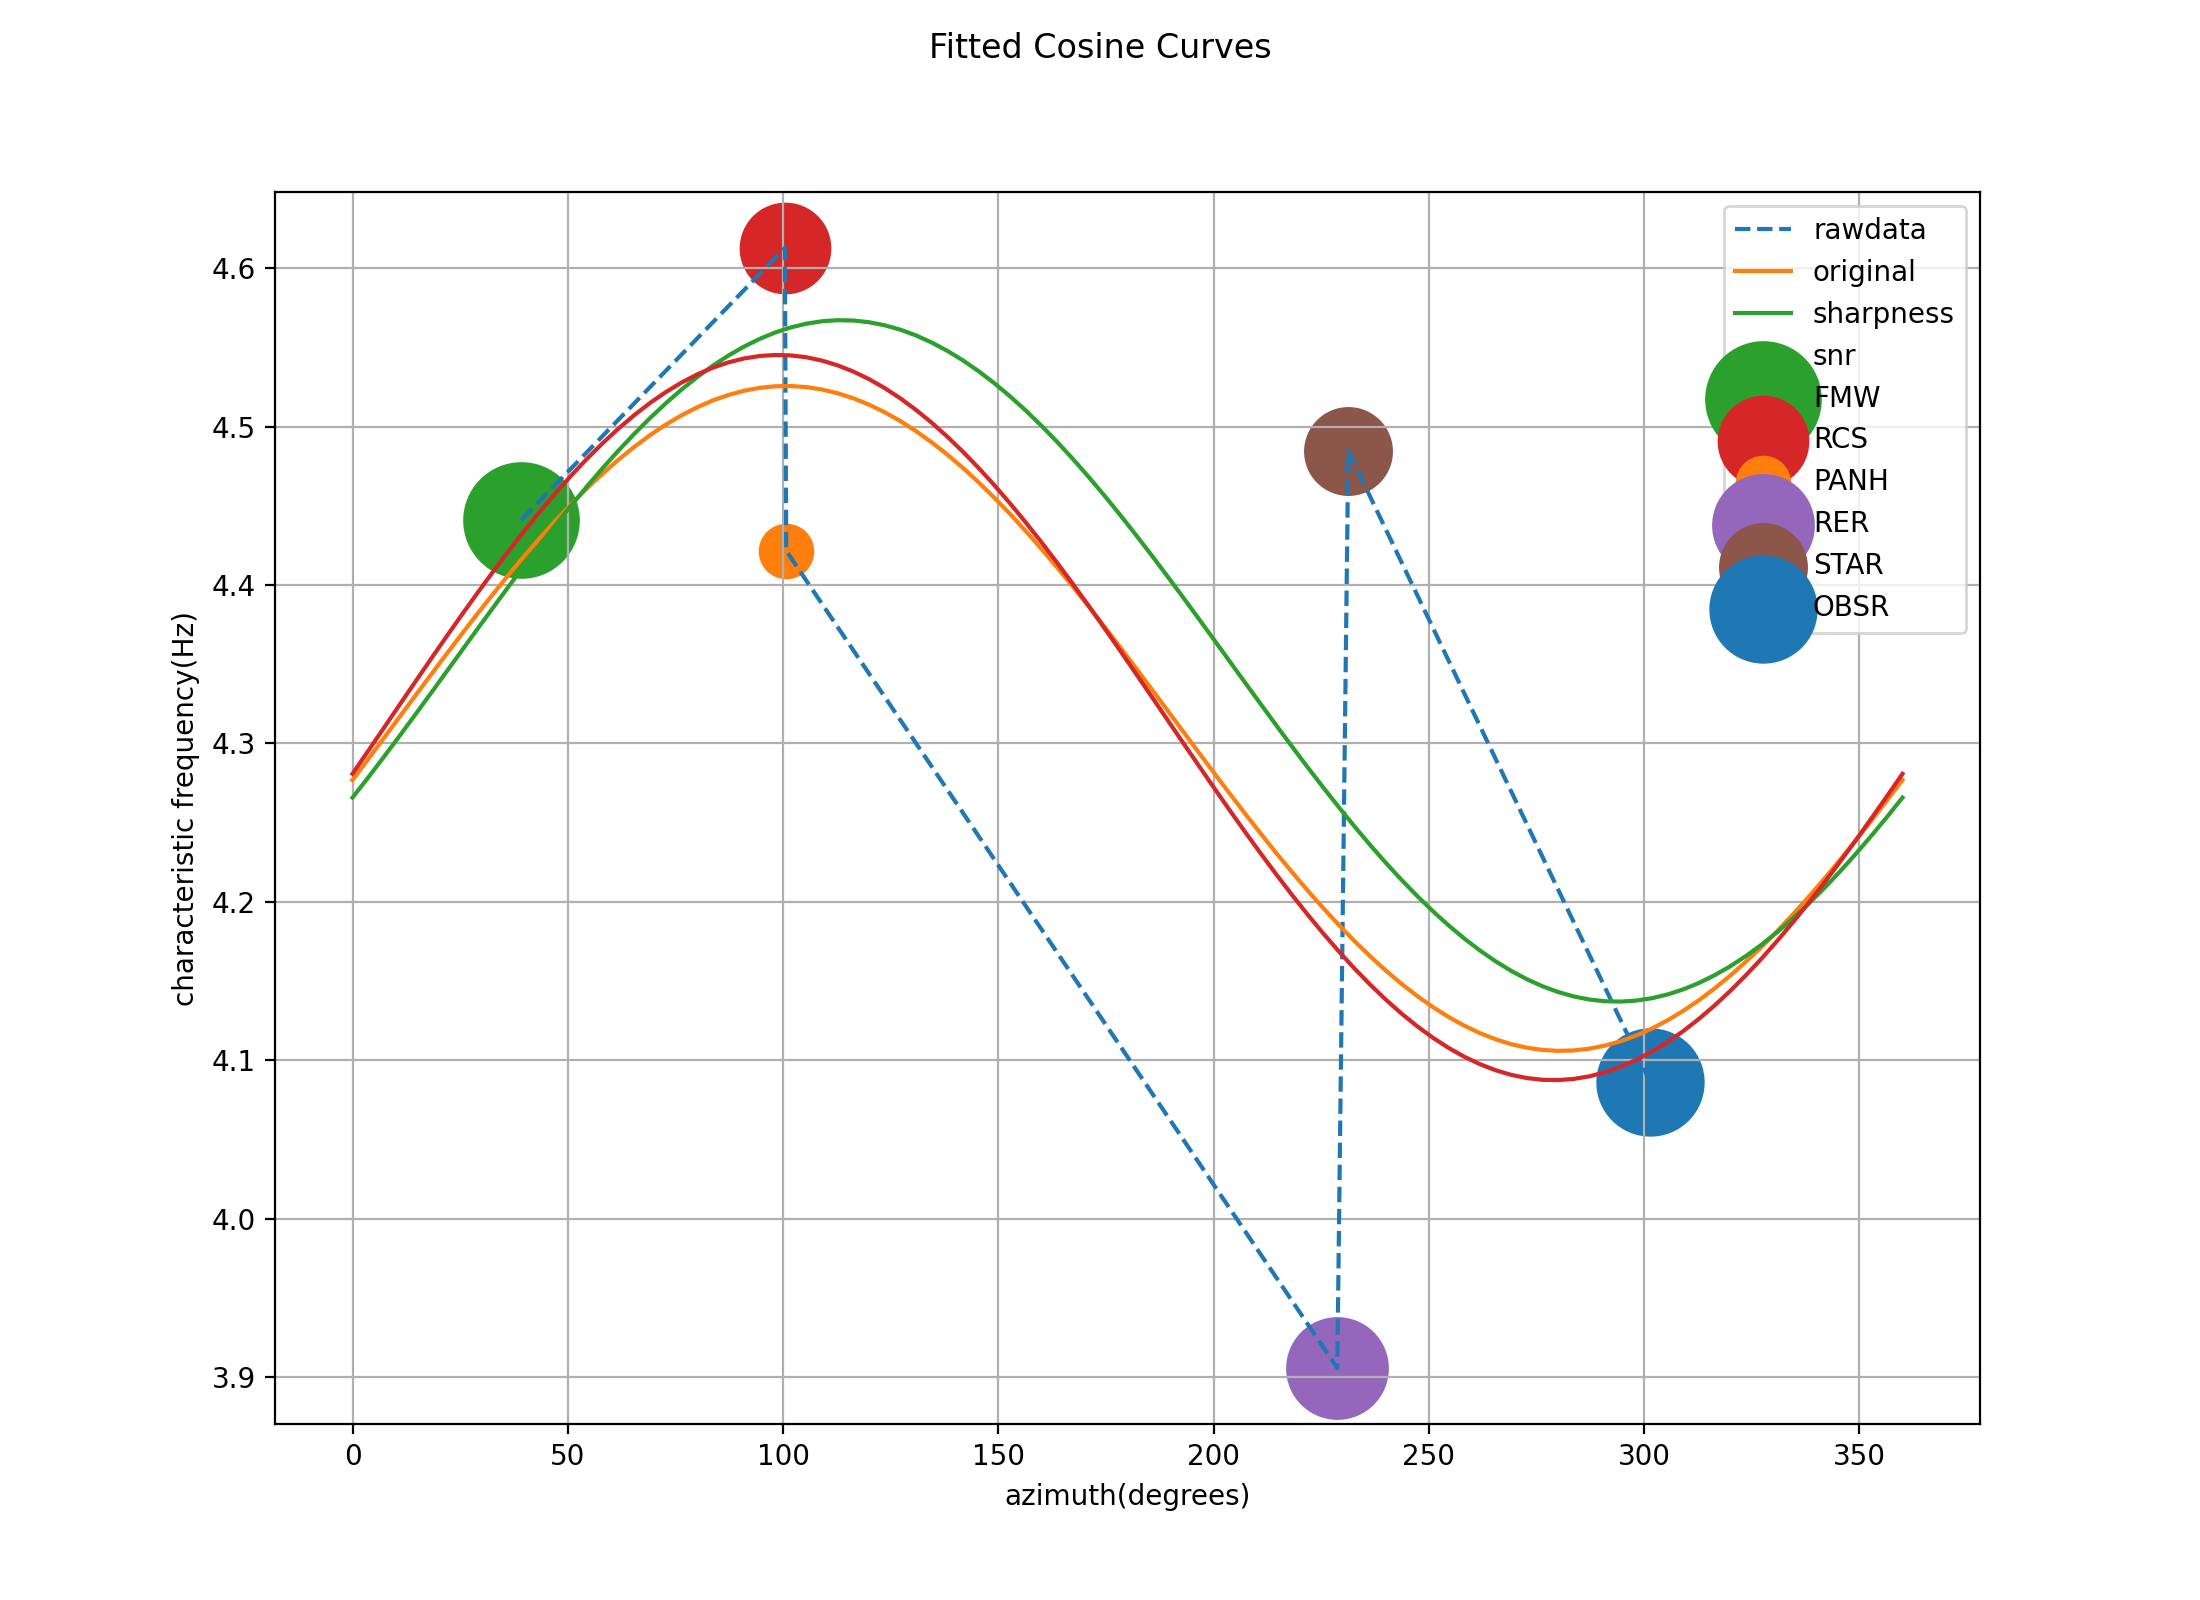 Fitted Cosine Curves
rawdata
original
sharpness
snr
FMW
RCS
PANH
RER
STAR
OBSR
4.6
4.5
4.4
4.3
4.2
4.1
4.0
3.9
characteristic frequency(Hz)
0 50 100 150 200 250 300 350
azimuth(degrees)